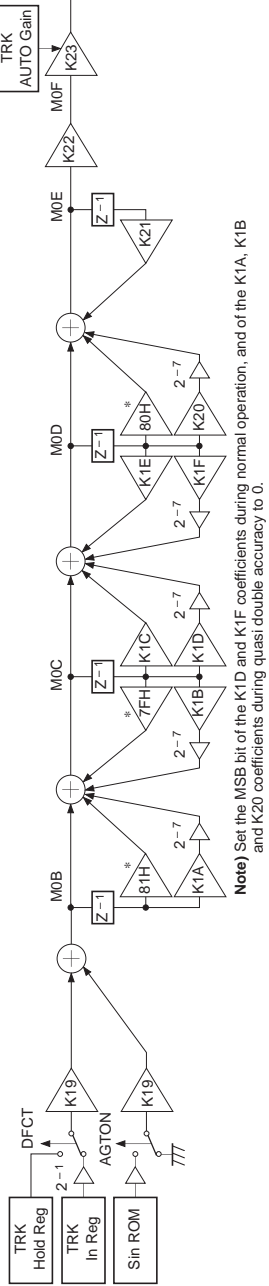 TRK
Hold Reg
TRK
In Reg
Sin ROM
DFCT
2 – 1
AGTON
K19
K19
M0B
Z – 1
81H
*
K1A
2 – 7
M0C
Z – 1
7FH
*
K1B
2 – 7
K1C
K1D
2 – 7
M0D
Z – 1
K1E
K1F
2 – 7
80H
*
K20
2 – 7
M0E
Z – 1
K21
K22
M0F
K23
TRK
AUTO Gain
Note) Set the MSB bit of the K1D and K1F coefficients during normal operation, and of the K1A, K1B
and K20 coefficients during quasi double accuracy to 0.